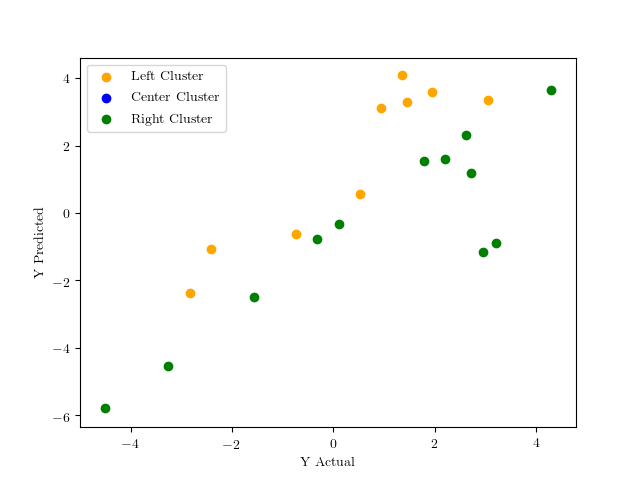 Left Cluster
Center Cluster
Right Cluster
4
2
0
−2
−4
−6
Y Predicted
−4 −2 0 2 4
Y Actual